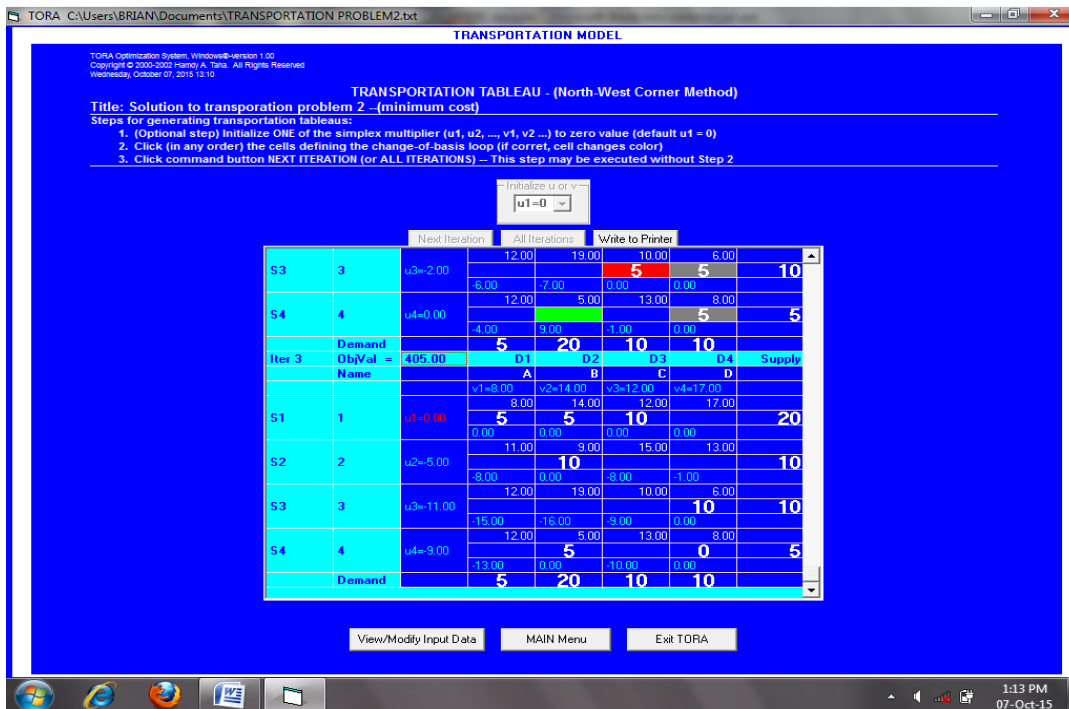 TORA C:\Users\BRIAN\Documents\TRANSPORTATION PROBLEM2.txt
TRANSPORTATION MODEL
TORA Optimization System, Windows®-version 1.00
Copyright © 2000-2002 Hamdy A. Taha. All Rights Reserved
Wednesday, October 07, 2015 13:10
TRANSPORTATION TABLEAU - (North-West Corner Method)
Title: Solution to transporation problem 2 --(minimum cost)
Steps for generating transportation tableaus:
1. (Optional step) Initialize ONE of the simplex multiplier (u1, u2, ..., v1, v2 ...) to zero value (default u1 = 0)
2. Click (in any order) the cells defining the change-of-basis loop (if corret, cell changes color)
3. Click command button NEXT ITERATION (or ALL ITERATIONS) -- This step may be executed without Step 2
Initialize u or v
u1=0
Next Iteration All Iterations Write to Printer
12.00 19.00 10.00 6.00
S3 3 u3=-2.00 5 5 10
-6.00 -7.00 0.00 0.00
12.00 5.00 13.00 8.00
S4 4 u4=0.00 5 5
-4.00 9.00 -1.00 0.00
Demand 5 20 10 10
Iter 3 ObjVal = 405.00 D1 D2 D3 D4 Supply
Name A B C D
v1=8.00 v2=14.00 v3=12.00 v4=17.00
8.00 14.00 12.00 17.00
S1 1 u1=0.00 5 5 10 20
0.00 0.00 0.00 0.00
11.00 9.00 15.00 13.00
S2 2 u2=-5.00 10 10
-8.00 0.00 -8.00 -1.00
12.00 19.00 10.00 6.00
S3 3 u3=-11.00 10 10
-15.00 -16.00 -9.00 0.00
12.00 5.00 13.00 8.00
S4 4 u4=-9.00 5 0 5
-13.00 0.00 -10.00 0.00
Demand 5 20 10 10
View/Modify Input Data MAIN Menu Exit TORA
1:13 PM
07-Oct-15